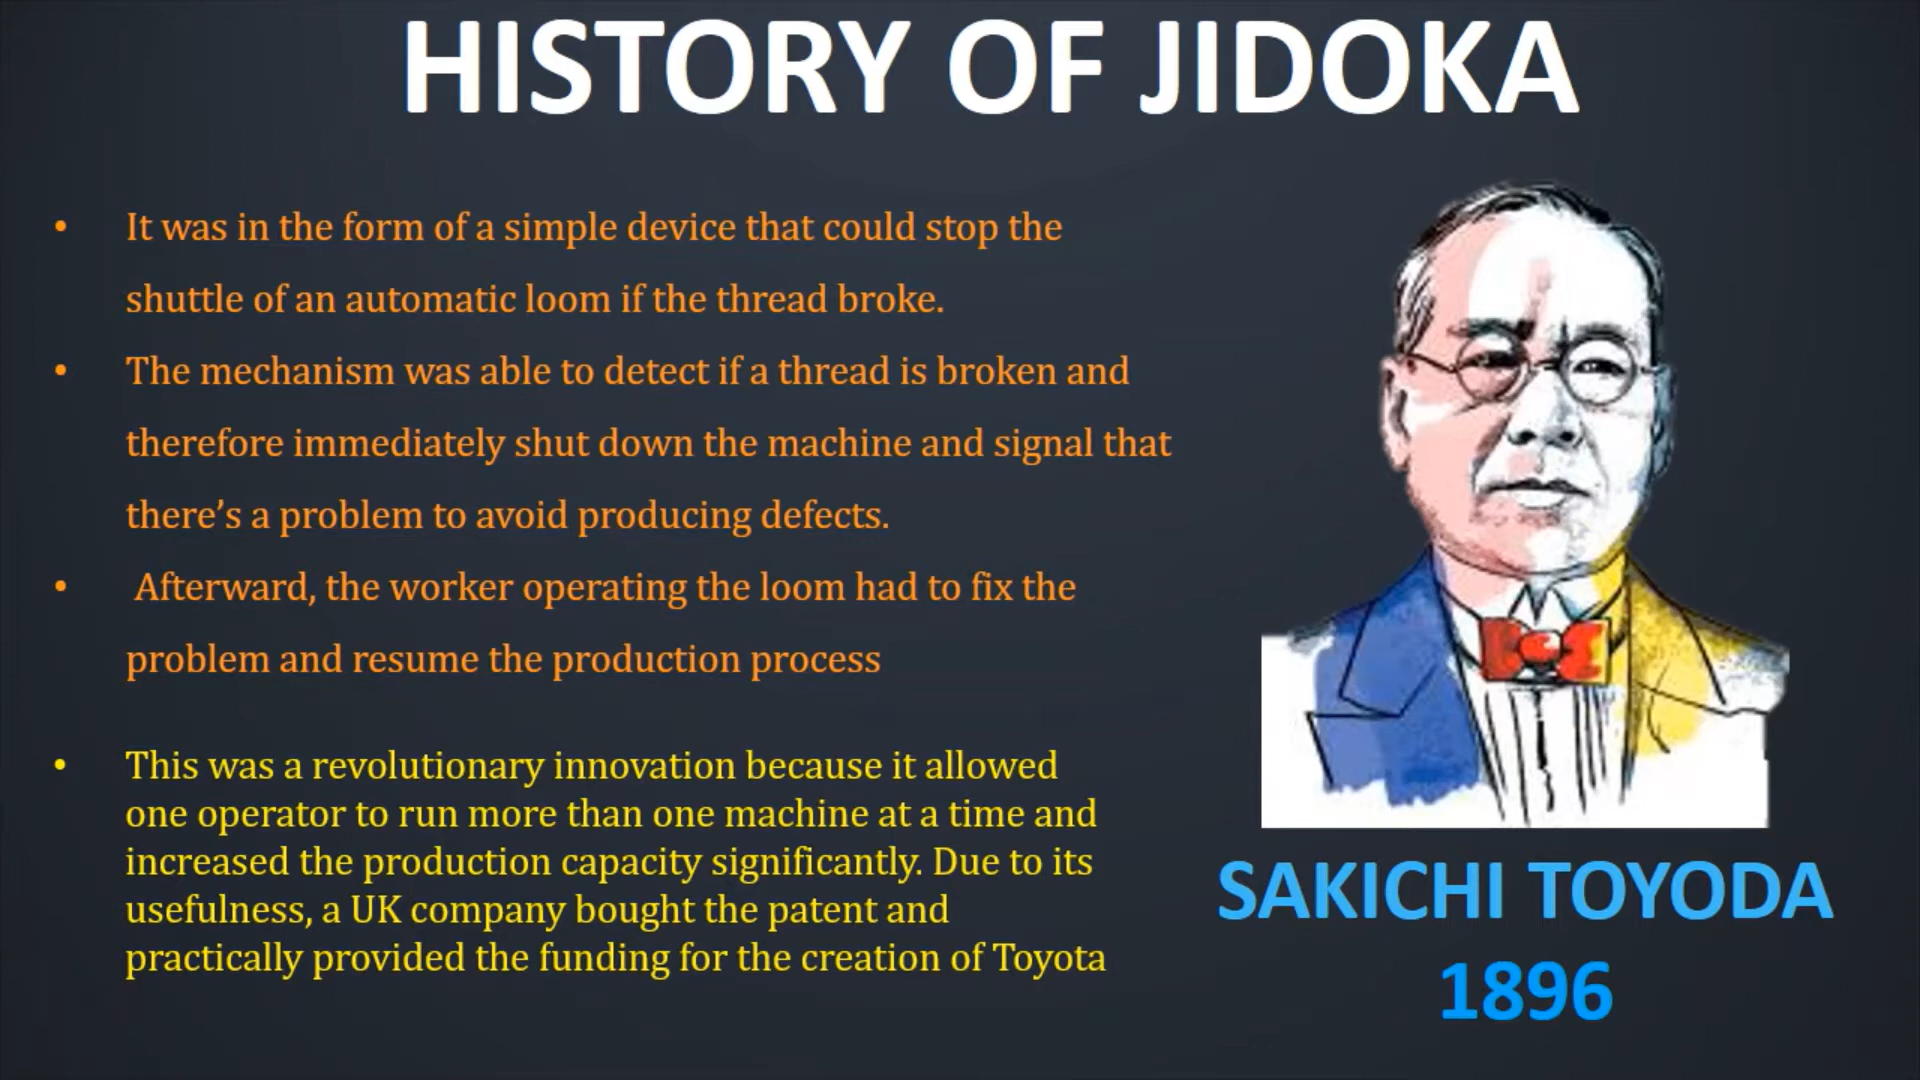 HISTORY OF JIDOKA
• It was in the form of a simple device that could stop the
shuttle of an automatic loom if the thread broke.
• The mechanism was able to detect if a thread is broken and
therefore immediately shut down the machine and signal that
there’s a problem to avoid producing defects.
• Afterward, the worker operating the loom had to fix the
problem and resume the production process
• This was a revolutionary innovation because it allowed
one operator to run more than one machine at a time and
increased the production capacity significantly. Due to its
usefulness, a UK company bought the patent and
practically provided the funding for the creation of Toyota
SAKICHI TOYODA
1896